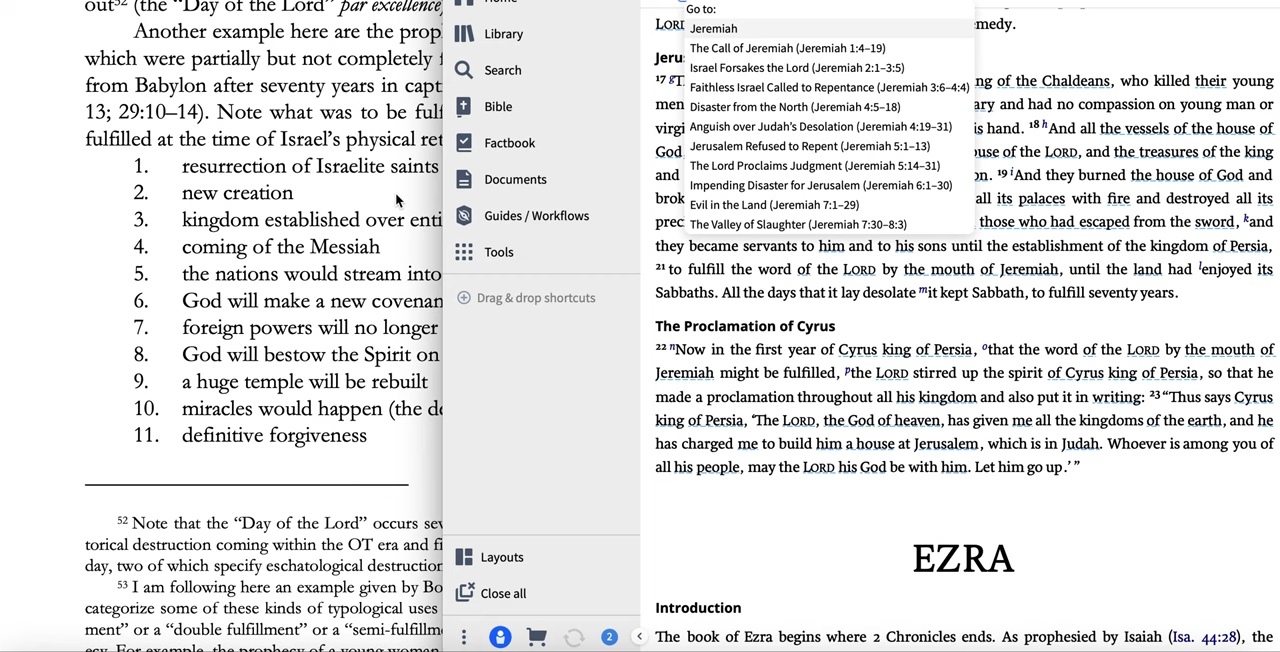 out⁵² (the “Day of the Lord” par excellence)
Another example here are the prop
which were partially but not completely
from Babylon after seventy years in capt
13; 29:10–14). Note what was to be ful
fulfilled at the time of Israel’s physical ret
1. resurrection of Israelite saints
2. new creation
3. kingdom established over enti
4. coming of the Messiah
5. the nations would stream into
6. God will make a new covenan
7. foreign powers will no longer
8. God will bestow the Spirit on
9. a huge temple will be rebuilt
10. miracles would happen (the de
11. definitive forgiveness
⁵² Note that the “Day of the Lord” occurs sev
torical destruction coming within the OT era and fi
day, two of which specify eschatological destruction
⁵³ I am following here an example given by Bo
categorize some of these kinds of typological uses
ment” or a “double fulfillment” or a “semi-fulfillm
ecy. For example, the prophecy of a young woman
Library
Search
Bible
Factbook
Documents
Guides / Workflows
Tools
Drag & drop shortcuts
Layouts
Close all
2
Go to:
Jeremiah
The Call of Jeremiah (Jeremiah 1:4–19)
Israel Forsakes the Lord (Jeremiah 2:1–3:5)
Faithless Israel Called to Repentance (Jeremiah 3:6–4:4)
Disaster from the North (Jeremiah 4:5–18)
Anguish over Judah’s Desolation (Jeremiah 4:19–31)
Jerusalem Refused to Repent (Jeremiah 5:1–13)
The Lord Proclaims Judgment (Jeremiah 5:14–31)
Impending Disaster for Jerusalem (Jeremiah 6:1–30)
Evil in the Land (Jeremiah 7:1–29)
The Valley of Slaughter (Jeremiah 7:30–8:3)
LORD emedy.
Jeru
17 g T ng of the Chaldeans, who killed their young
men ary and had no compassion on young man or
virgi is hand. 18 h And all the vessels of the house of
God ouse of the LORD, and the treasures of the king
and on. 19 i And they burned the house of God and
brok all its palaces with fire and destroyed all its
preci those who had escaped from the sword, k and
they became servants to him and to his sons until the establishment of the kingdom of Persia,
21 to fulfill the word of the LORD by the mouth of Jeremiah, until the land had l enjoyed its
Sabbaths. All the days that it lay desolate m it kept Sabbath, to fulfill seventy years.
The Proclamation of Cyrus
22 n Now in the first year of Cyrus king of Persia, o that the word of the LORD by the mouth of
Jeremiah might be fulfilled, p the LORD stirred up the spirit of Cyrus king of Persia, so that he
made a proclamation throughout all his kingdom and also put it in writing: 23 “Thus says Cyrus
king of Persia, ‘The LORD, the God of heaven, has given me all the kingdoms of the earth, and he
has charged me to build him a house at Jerusalem, which is in Judah. Whoever is among you of
all his people, may the LORD his God be with him. Let him go up.’ ”
EZRA
Introduction
The book of Ezra begins where 2 Chronicles ends. As prophesied by Isaiah (Isa. 44:28), the